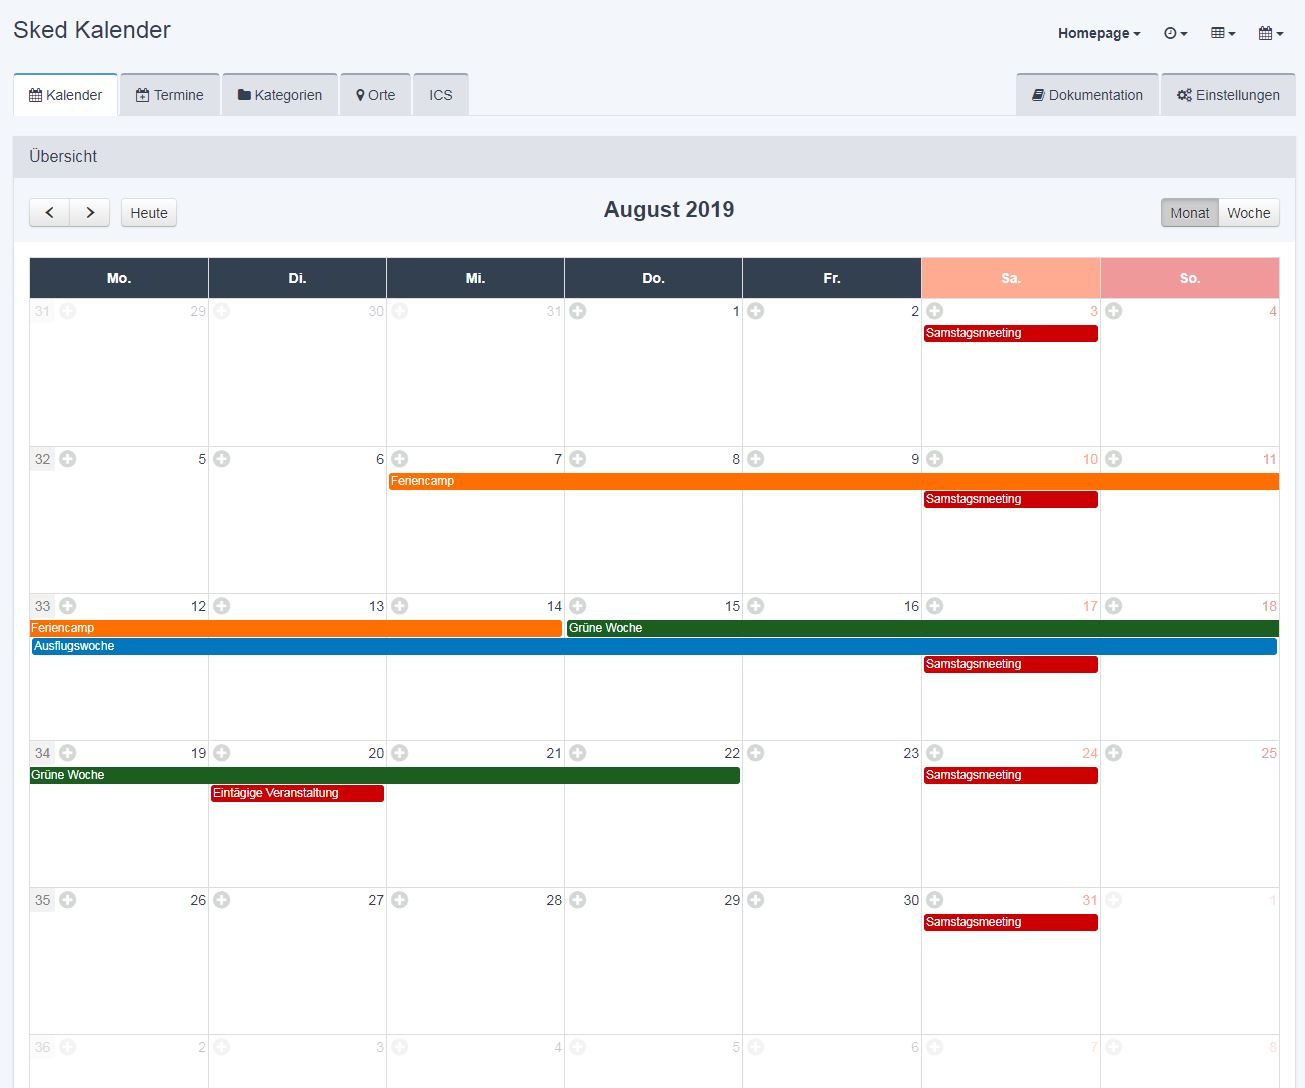 Sked Kalender
Homepage
Kalender Termine Kategorien Orte ICS Dokumentation Einstellungen
Übersicht
Heute August 2019 Monat Woche
Mo. Di. Mi. Do. Fr. Sa. So.
31 29 30 31 1 2 3 4
Samstagsmeeting
32 5 6 7 8 9 10 11
Feriencamp
Samstagsmeeting
33 12 13 14 15 16 17 18
Feriencamp Grüne Woche
Ausflugswoche
Samstagsmeeting
34 19 20 21 22 23 24 25
Grüne Woche Samstagsmeeting
Eintägige Veranstaltung
35 26 27 28 29 30 31 1
Samstagsmeeting
36 2 3 4 5 6 7 8